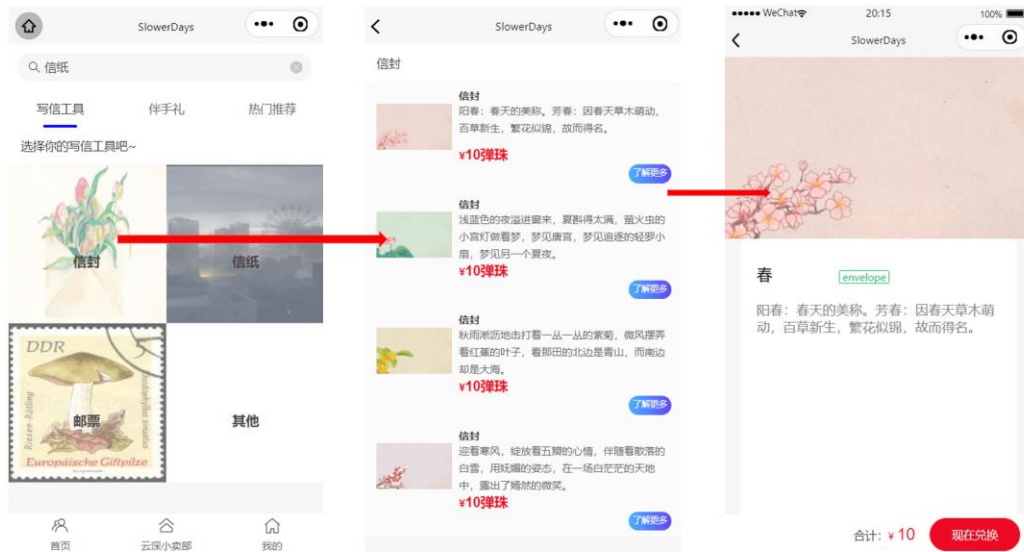 SlowerDays
信纸
写信工具 伴手礼 热门推荐
选择你的写信工具吧~
信封 信纸
DDR
Riesen-Rötling
Rhodophyllus sinuatus
邮票 其他
Europäische Giftpilze
首页 云深小卖部 我的
SlowerDays
信封
信封
阳春：春天的美称。芳春：因春天草木萌动，
百草新生，繁花似锦，故而得名。
¥10弹珠
了解更多
信封
浅蓝色的夜溢进窗来，夏斟得太满，萤火虫的
小宫灯做着梦，梦见唐宫，梦见追逐的轻罗小
扇，梦见另一个夏夜。
¥10弹珠
了解更多
信封
秋雨淅沥地击打着一丛一丛的紫菊，微风摆弄
着红蕉的叶子，看那田的北边是青山，而南边
却是大海。
¥10弹珠
了解更多
信封
迎着寒风，绽放着五瓣的心情，伴随着散落的
白雪，用妩媚的姿态，在一场白茫茫的天地
中，露出了嫣然的微笑。
¥10弹珠
了解更多
WeChat 20:15 100%
SlowerDays
春 envelope
阳春：春天的美称。芳春：因春天草木萌
动，百草新生，繁花似锦，故而得名。
合计：¥ 10 现在兑换